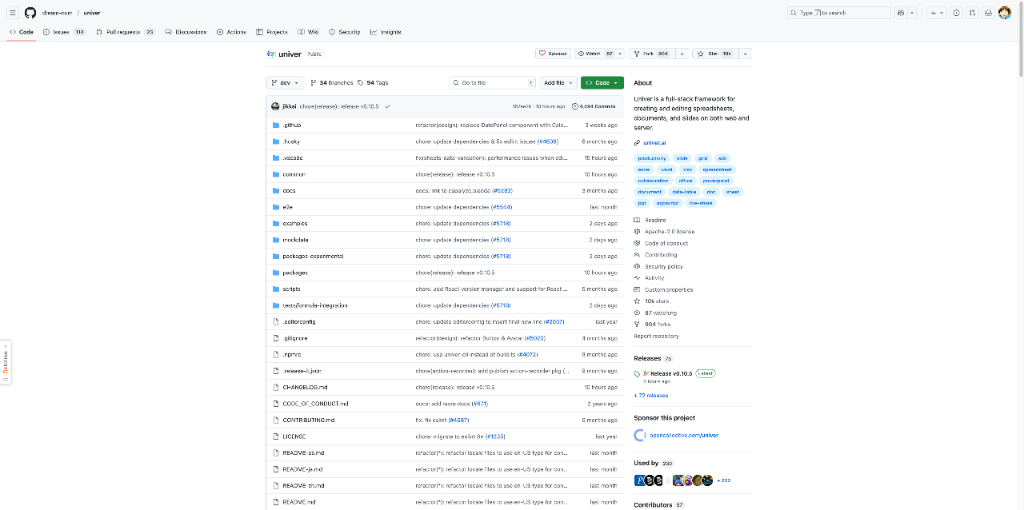 dream-num / univer
Type / to search
Code
Issues 114
Pull requests 23
Discussions
Actions
Projects
Wiki
Security
Insights
univer Public
Sponsor
Watch 87
Fork 904
Star 10k
dev
34 Branches
94 Tags
Go to file
Add file
Code
jikkai chore(release): release v0.10.5
10 hours ago
Commits
.github refactor(design): replace DatePanel component with Cale... 3 weeks ago
.husky chore: update dependencies & fix eslint issues (#4636) 6 months ago
.vscode fix(sheets-data-validation): performance issues when edi... 15 hours ago
common chore(release): release v0.10.5 10 hours ago
docs docs: link to 3 months ago
e2e chore: update dependencies (#5544) last month
examples chore: update dependencies (#5718) 2 days ago
mockdata chore: update dependencies (#5718) 2 days ago
packages-experimental chore: update dependencies (#5718) 2 days ago
packages chore(release): release v0.10.5 10 hours ago
scripts chore: add React version manager and support for React ... 5 months ago
tests/formula-integration chore: update dependencies (#5718) 2 days ago
.editorconfig chore: update editorconfig to insert final new line (#2057) last year
.gitignore refactor(design): refactor Button & Avatar (#5025) 4 months ago
.npmrc chore: use univer-cli instead of build.ts (#4072) 9 months ago
.release-it.json chore(action-recorder): add publish action-recorder pkg (... 9 months ago
CHANGELOG.md chore(release): release v0.10.5 10 hours ago
CODE_OF_CONDUCT.md docs: add more docs (#871) 2 years ago
CONTRIBUTING.md fix: fix eslint (#4687) 6 months ago
LICENSE chore: migrate to eslint 9+ (#1235) last year
README-es.md refactor(*): refactor locale files to use en-US type for con... last month
README-ja.md refactor(*): refactor locale files to use en-US type for con... last month
README-zh.md refactor(*): refactor locale files to use en-US type for con... last month
README.md refactor(*): refactor locale files to use en-US type for con... last month
About
Univer is a full-stack framework for
creating and editing spreadsheets,
documents, and slides on both web and
server.
univer.ai
productivity slide grid sdk
excel word csv spreadsheet
collaboration office powerpoint
document data-table doc sheet
ppt appscript live-share
Readme
Apache-2.0 license
Code of conduct
Contributing
Security policy
Activity
Custom properties
10k stars
87 watching
904 forks
Report repository
Releases 73
Release v0.10.5 Latest
9 hours ago
+ 72 releases
Sponsor this project
opencollective.com/univer
Used by
Contributors 67